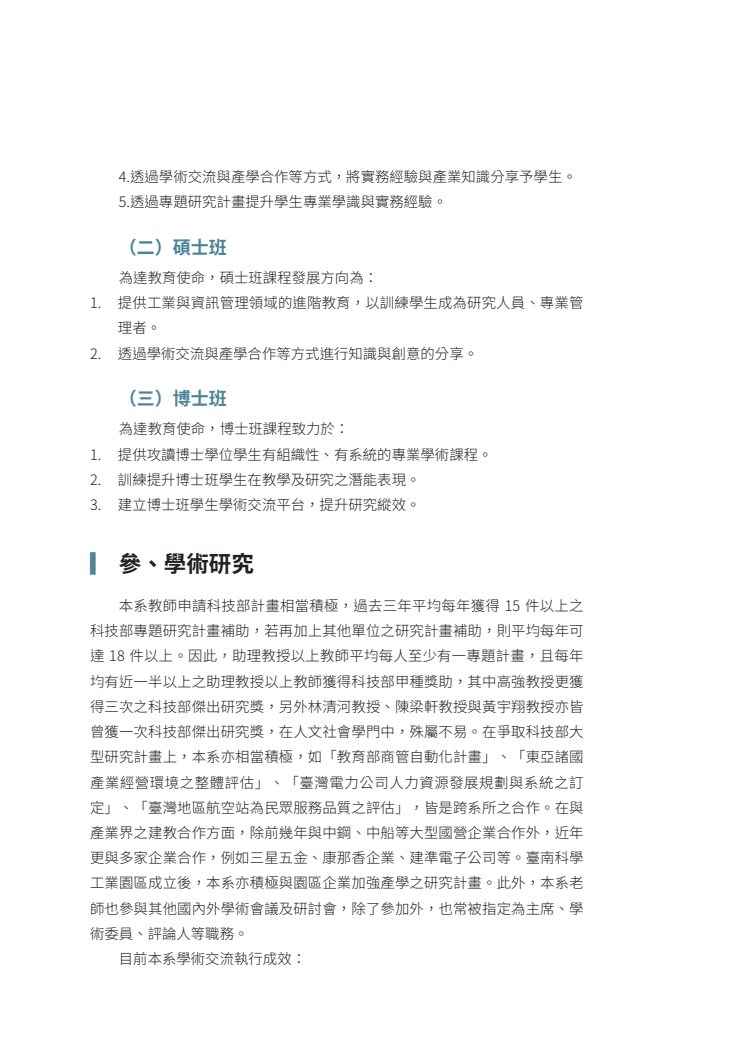 4.透過學術交流與產學合作等方式，將實務經驗與產業知識分享予學生。
5.透過專題研究計畫提升學生專業學識與實務經驗。
（二）碩士班
為達教育使命，碩士班課程發展方向為：
1. 提供工業與資訊管理領域的進階教育，以訓練學生成為研究人員、專業管
理者。
2. 透過學術交流與產學合作等方式進行知識與創意的分享。
（三）博士班
為達教育使命，博士班課程致力於：
1. 提供攻讀博士學位學生有組織性、有系統的專業學術課程。
2. 訓練提升博士班學生在教學及研究之潛能表現。
3. 建立博士班學生學術交流平台，提升研究縱效。
參、學術研究
本系教師申請科技部計畫相當積極，過去三年平均每年獲得 15 件以上之
科技部專題研究計畫補助，若再加上其他單位之研究計畫補助，則平均每年可
達 18 件以上。因此，助理教授以上教師平均每人至少有一專題計畫，且每年
均有近一半以上之助理教授以上教師獲得科技部甲種獎助，其中高強教授更獲
得三次之科技部傑出研究獎，另外林清河教授、陳梁軒教授與黃宇翔教授亦皆
曾獲一次科技部傑出研究獎，在人文社會學門中，殊屬不易。在爭取科技部大
型研究計畫上，本系亦相當積極，如「教育部商管自動化計畫」、「東亞諸國
產業經營環境之整體評估」、「臺灣電力公司人力資源發展規劃與系統之訂
定」、「臺灣地區航空站為民眾服務品質之評估」，皆是跨系所之合作。在與
產業界之建教合作方面，除前幾年與中鋼、中船等大型國營企業合作外，近年
更與多家企業合作，例如三星五金、康那香企業、建準電子公司等。臺南科學
工業園區成立後，本系亦積極與園區企業加強產學之研究計畫。此外，本系老
師也參與其他國內外學術會議及研討會，除了參加外，也常被指定為主席、學
術委員、評論人等職務。
目前本系學術交流執行成效：